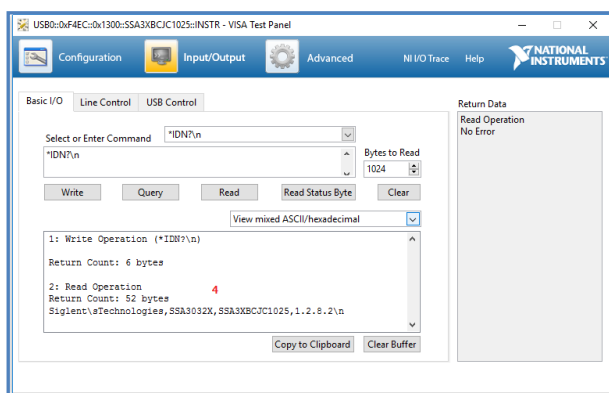 USB0::0xF4EC::0x1300::SSA3XBCJC1025::INSTR - VISA Test Panel
Configuration Input/Output Advanced NI I/O Trace Help NATIONAL INSTRUMENTS
Basic I/O Line Control USB Control
Return Data
Read Operation
No Error
Select or Enter Command *IDN?\n
*IDN?\n
Bytes to Read
1024
Write Query Read Read Status Byte Clear
View mixed ASCII/hexadecimal
1: Write Operation (*IDN?\n)
Return Count: 6 bytes
2: Read Operation
4
Return Count: 52 bytes
Siglent\sTechnologies,SSA3032X,SSA3XBCJC1025,1.2.8.2\n
Copy to Clipboard Clear Buffer